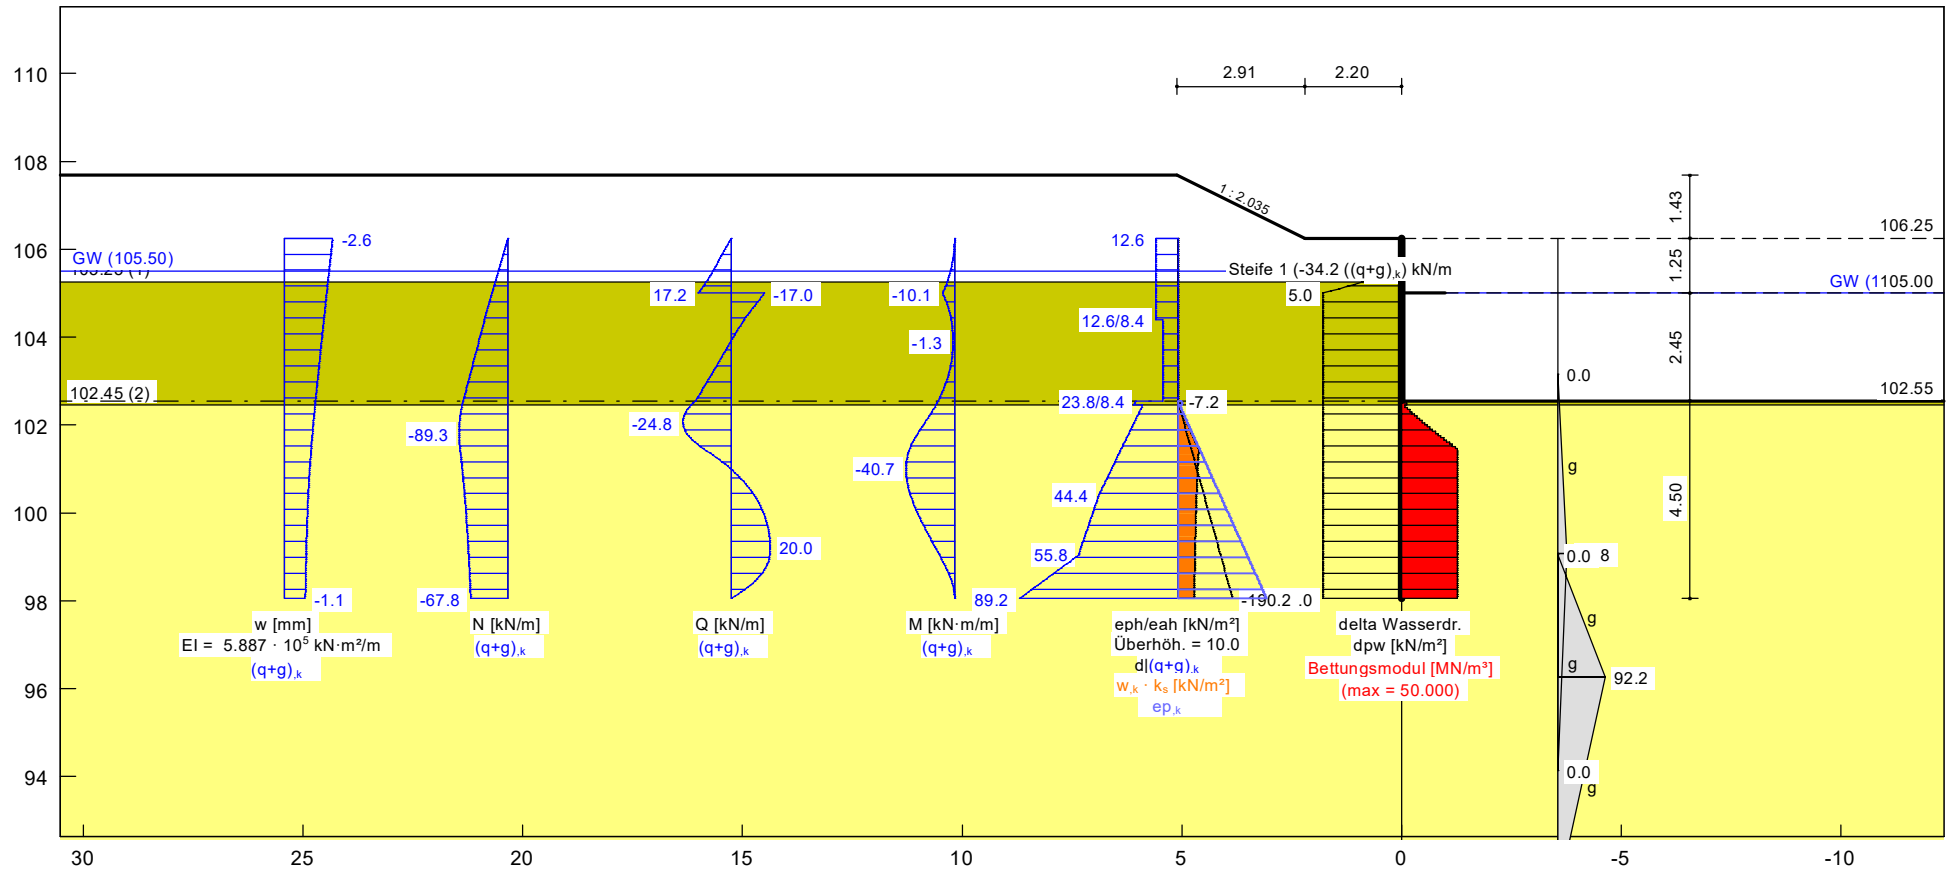 110
108
106
104
102
100
98
96
94
30
25
20
15
10
5
0
-5
-10
2.91
2.20
1 : 2.035
1.43
1.25
2.45
4.50
106.25
GW (1105.00
102.55
GW (105.50)
102.45 (2)
Steife 1 (-34.2 ((q+g),k) kN/m
-2.6
-1.1
w [mm]
EI = 5.887 · 10⁵ kN·m²/m
(q+g),k
-89.3
-67.8
N [kN/m]
(q+g),k
17.2
-17.0
-24.8
20.0
Q [kN/m]
(q+g),k
-10.1
-1.3
-40.7
M [kN·m/m]
(q+g),k
12.6
12.6/8.4
23.8/8.4
-7.2
44.4
55.8
89.2
-190.2 .0
eph/eah [kN/m²]
Überhöh. = 10.0
(q+g),k
w,k · ks [kN/m²]
ep,k
5.0
delta Wasserdr.
dpw [kN/m²]
Bettungsmodul [MN/m³]
(max = 50.000)
0.0
g
0.0 8
g
g
92.2
0.0
g